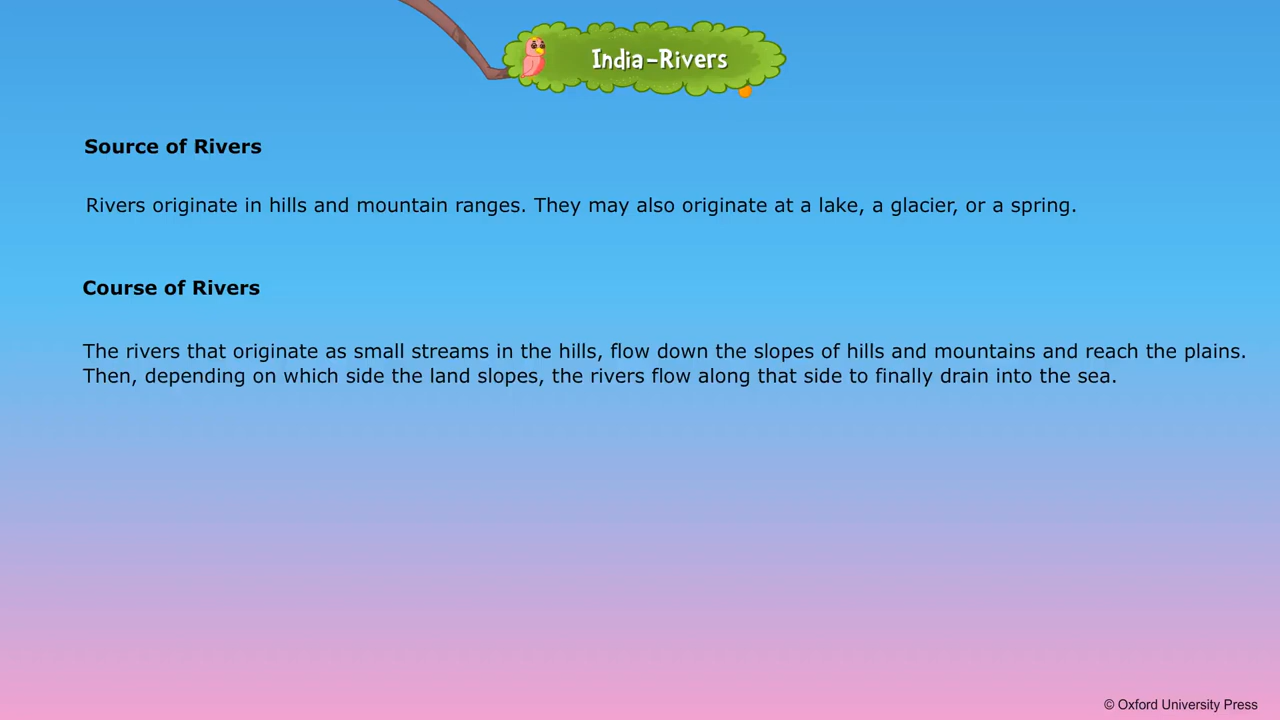 India-Rivers
Source of Rivers
Rivers originate in hills and mountain ranges. They may also originate at a lake, a glacier, or a spring.
Course of Rivers
The rivers that originate as small streams in the hills, flow down the slopes of hills and mountains and reach the plains.
Then, depending on which side the land slopes, the rivers flow along that side to finally drain into the sea.
© Oxford University Press